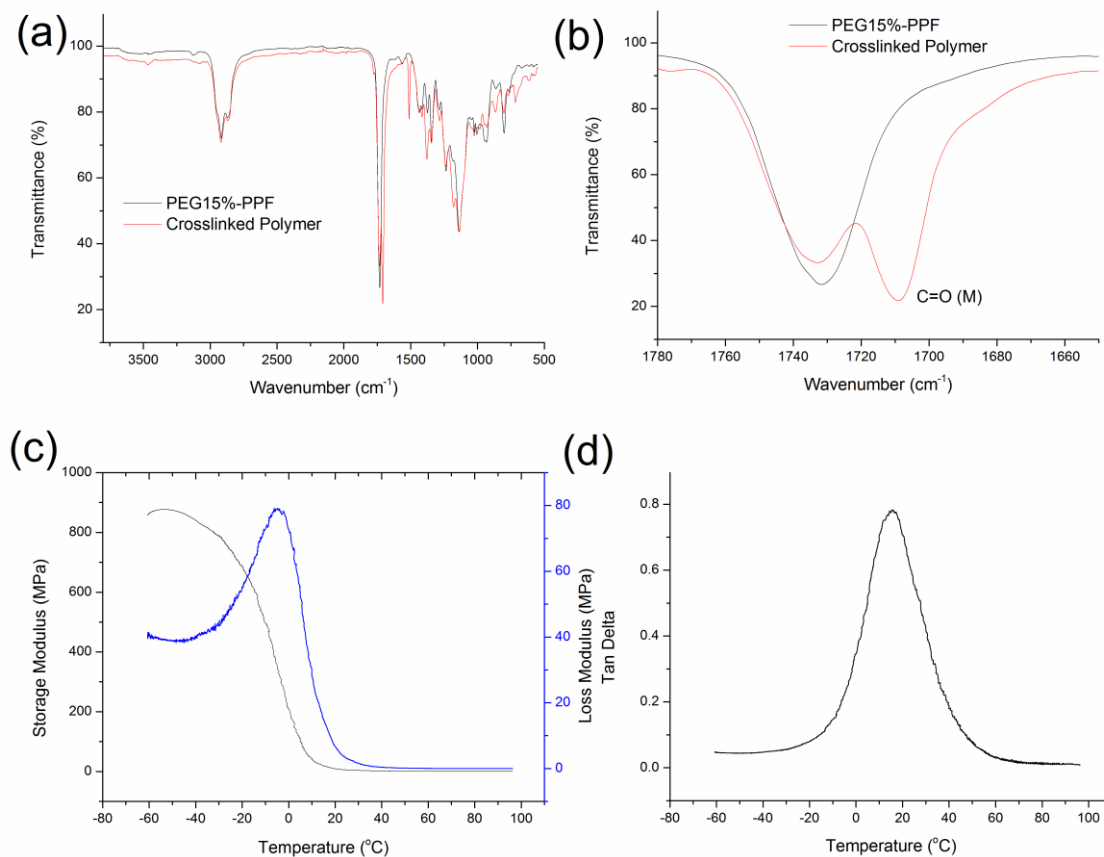 (a)
100
80
60
40
20
Transmittance (%)
PEG15%-PPF
Crosslinked Polymer
3500 3000 2500 2000 1500 1000 500
Wavenumber (cm⁻¹)
(b)
PEG15%-PPF
Crosslinked Polymer
100
80
60
40
20
Transmittance (%)
C=O (M)
1780 1760 1740 1720 1700 1680 1660
Wavenumber (cm⁻¹)
(c)
1000
800
600
400
200
0
Storage Modulus (MPa)
80
60
40
20
0
Loss Modulus (MPa)
-80 -60 -40 -20 0 20 40 60 80 100
Temperature (°C)
(d)
0.8
0.6
0.4
0.2
0.0
Tan Delta
-80 -60 -40 -20 0 20 40 60 80 100
Temperature (°C)